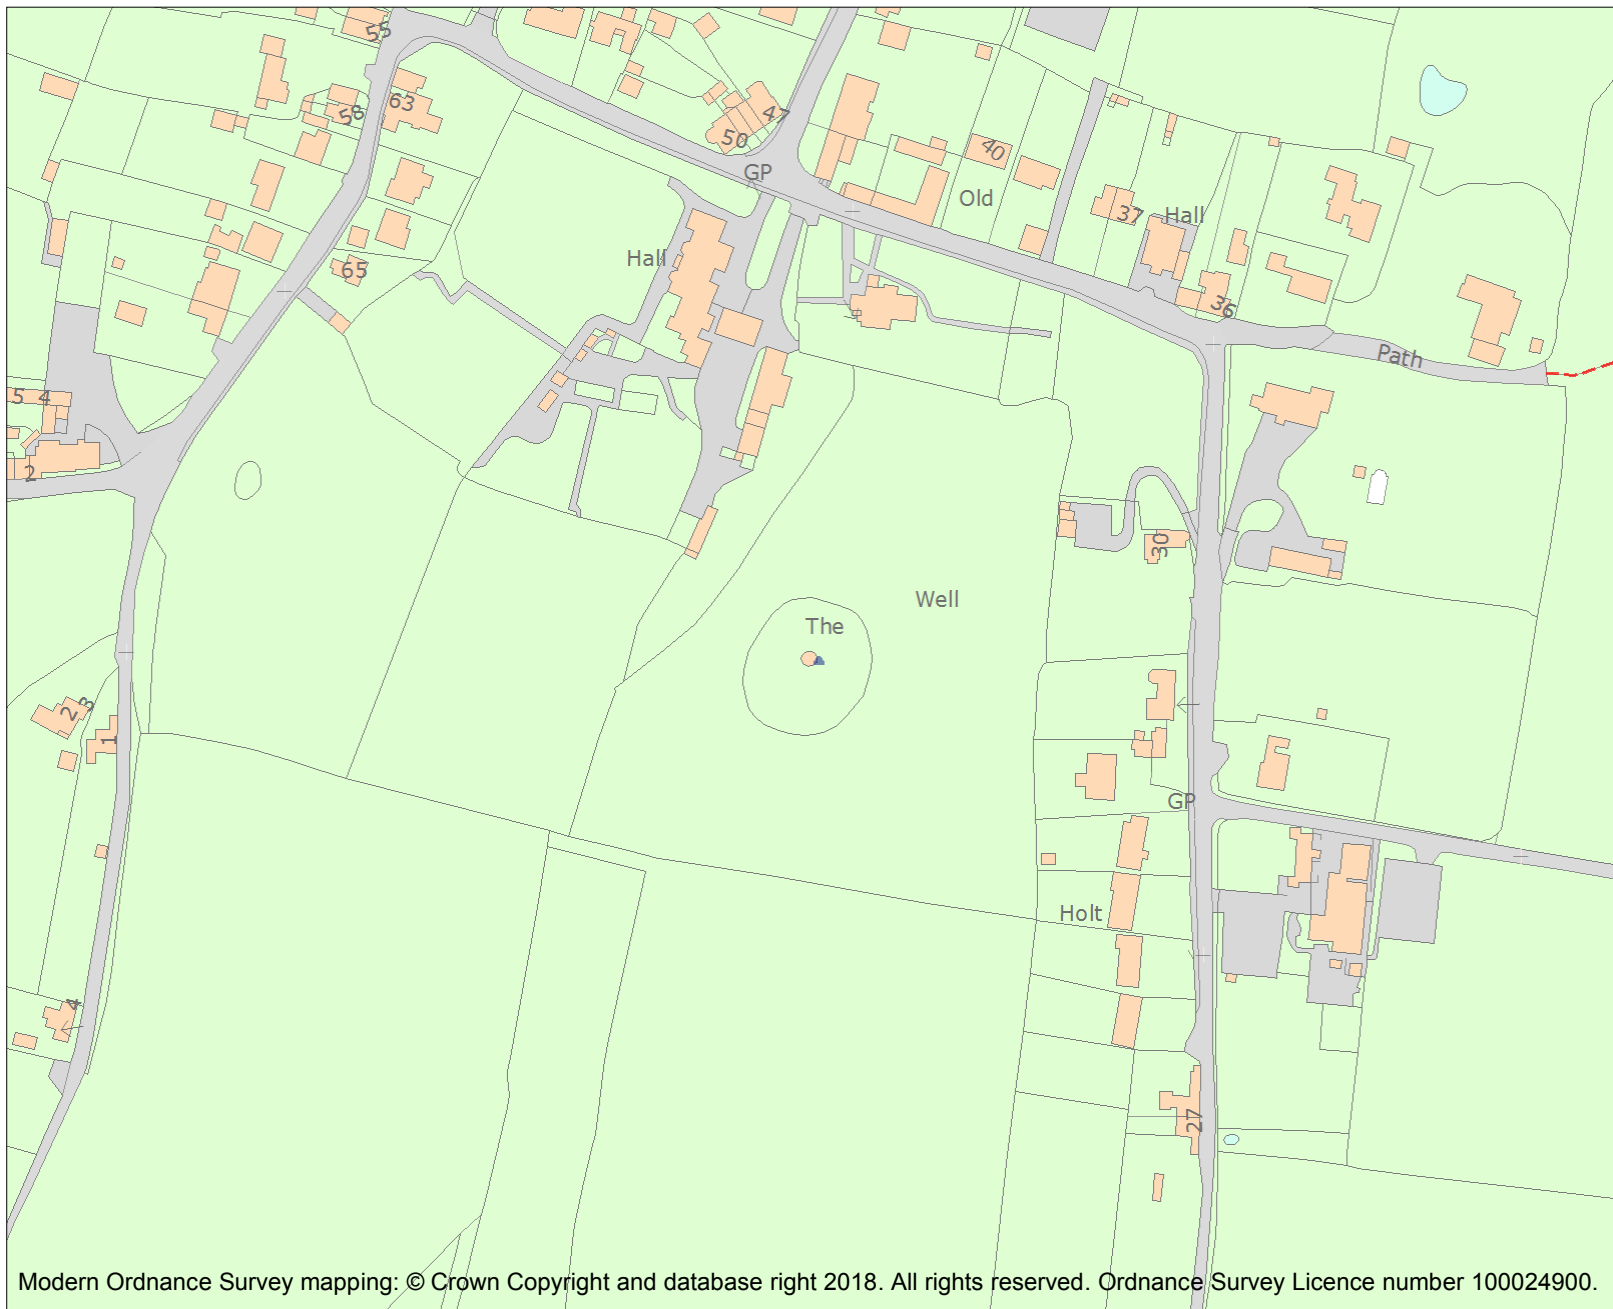 55
63
58
47
50
GP
40
Old
37
Hall
Hall
65
36
Path
5 4
2
30
Well
The
2
3
1
GP
Holt
4
27
Modern Ordnance Survey mapping: © Crown Copyright and database right 2018. All rights reserved. Ordnance Survey Licence number 100024900.